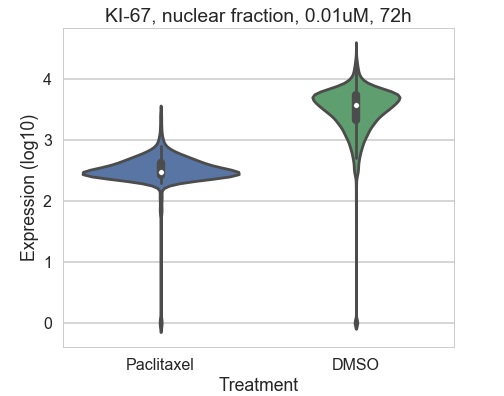 KI-67, nuclear fraction, 0.01uM, 72h
Expression (log10)
4
3
2
1
0
Paclitaxel DMSO
Treatment